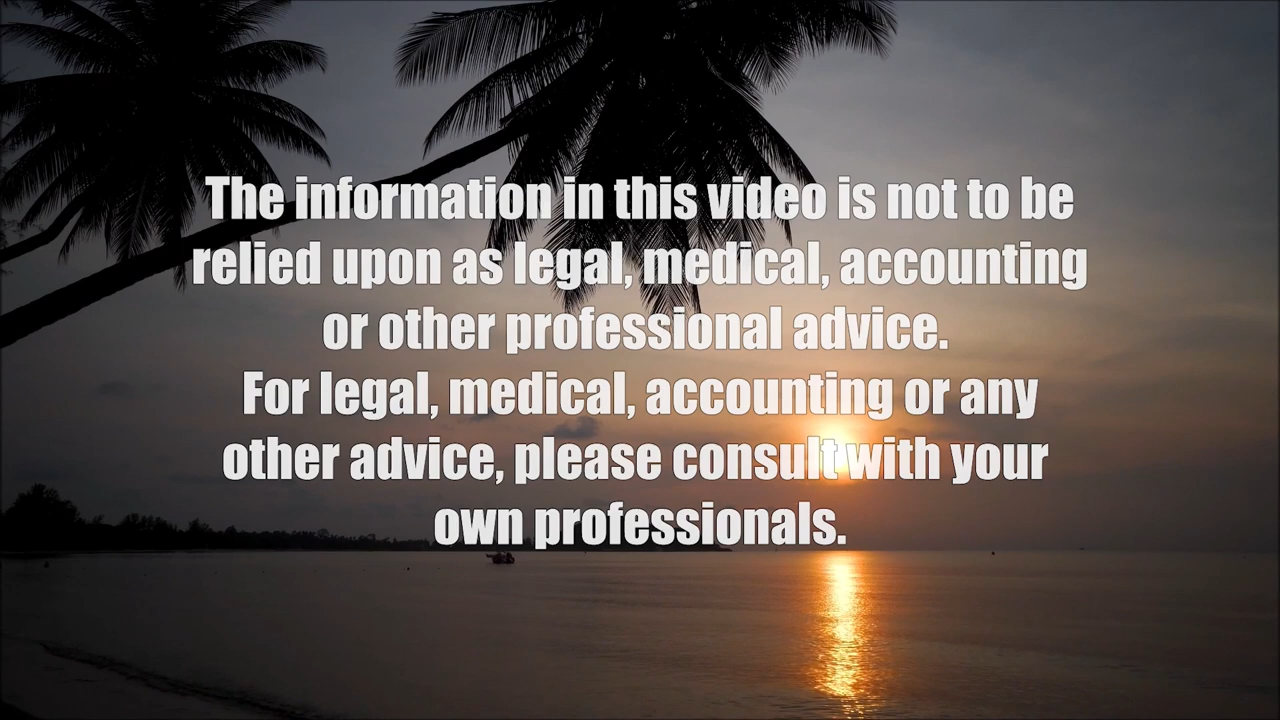 The information in this video is not to be
relied upon as legal, medical, accounting
or other professional advice.
For legal, medical, accounting or any
other advice, please consult with your
own professionals.